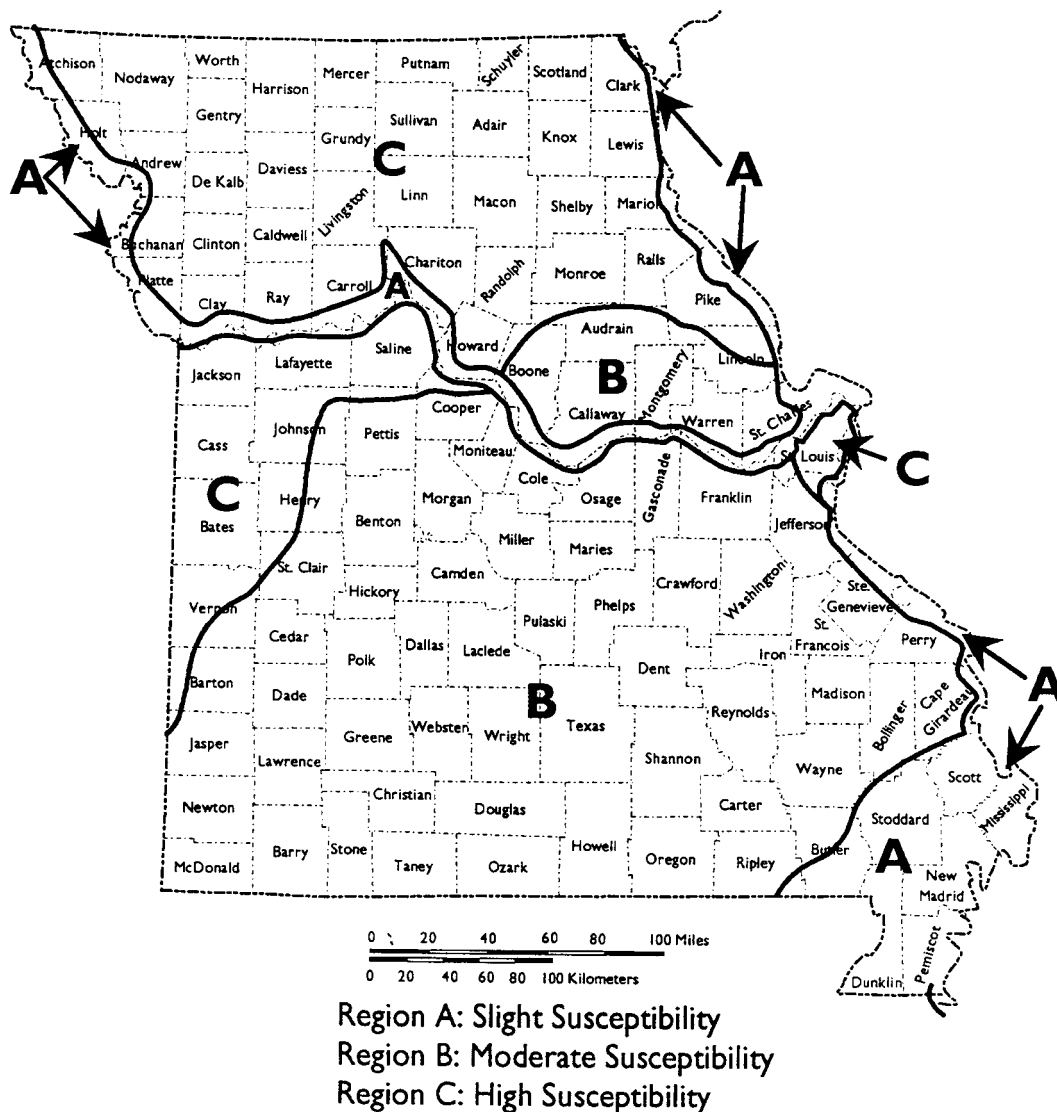 Atchison
Nodaway
Worth
Harrison
Mercer
Putnam
Schuyler
Scotland
Clark
Gentry
Sullivan
Adair
Knox
Lewis
Holt
Andrew
De Kalb
Daviess
Grundy
C
A
A
Livingston
Linn
Macon
Shelby
Marion
Buchanan
Clinton
Caldwell
Chariton
Randolph
Monroe
Ralls
Platte
Clay
Ray
Carroll
A
Pike
Audrain
Howard
Boone
Lincoln
Jackson
Lafayette
Saline
B
Montgomery
Callaway
Warren
St. Charles
Cooper
Cass
Johnson
Pettis
Moniteau
St. Louis
C
C
Cole
Osage
Gasconade
Franklin
Henry
Morgan
Bates
Benton
Miller
Maries
Jefferson
St. Clair
Camden
Crawford
Washington
Hickory
Vernon
Pulaski
Phelps
Ste.
Genevieve
St.
Francois
Cedar
Dallas
Laclede
Polk
Dent
Iron
Perry
A
Barton
Dade
B
Madison
Bollinger
Cape
Girardeau
Webster
Wright
Texas
Reynolds
Jasper
Greene
Lawrence
Shannon
Wayne
Scott
Mississippi
Newton
Christian
Douglas
Carter
Stoddard
McDonald
Barry
Stone
Taney
Ozark
Howell
Oregon
Ripley
Butler
A
New
Madrid
Pemiscot
Dunklin
0 20 40 60 80 100 Miles
0 20 40 60 80 100 Kilometers
Region A: Slight Susceptibility
Region B: Moderate Susceptibility
Region C: High Susceptibility